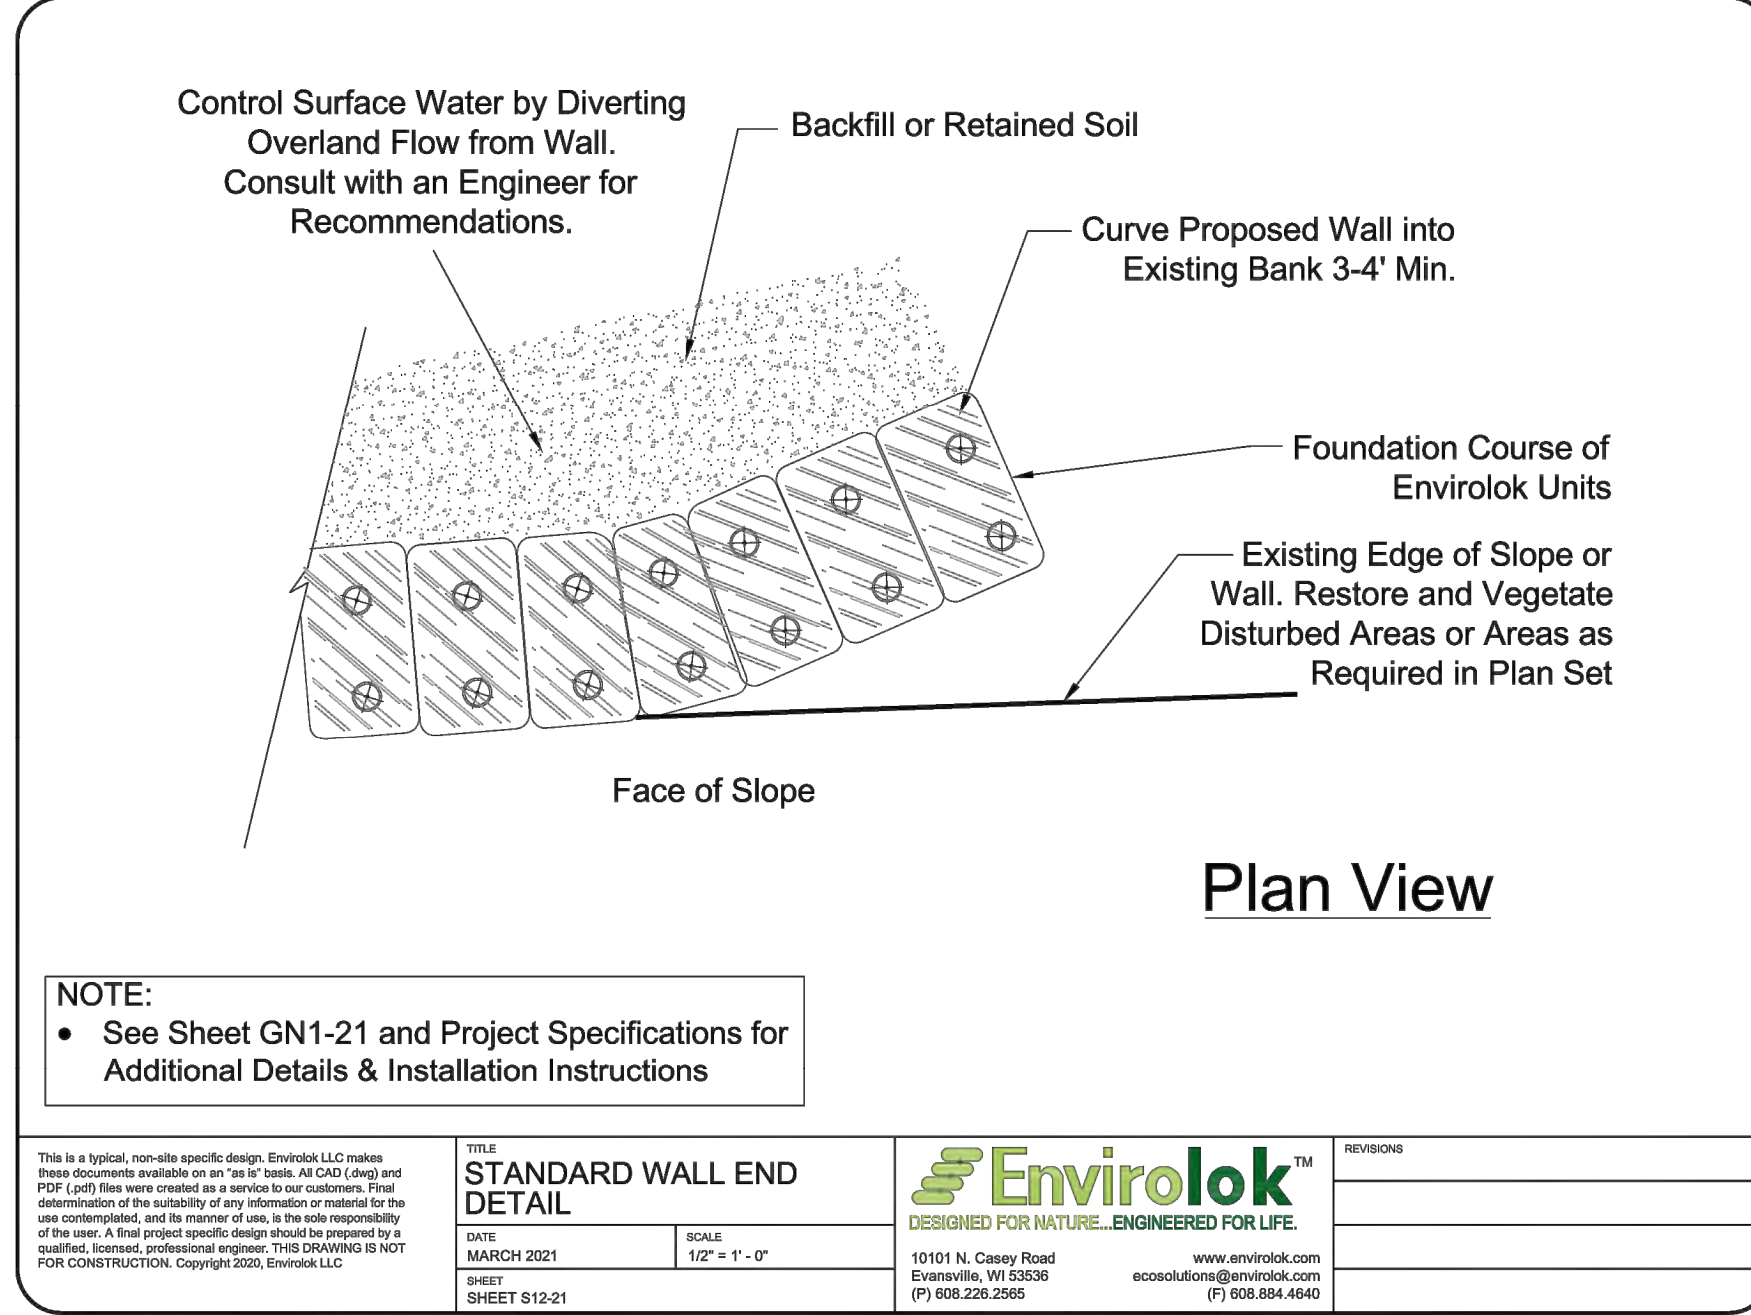 Control Surface Water by Diverting
Overland Flow from Wall.
Consult with an Engineer for
Recommendations.
Backfill or Retained Soil
Curve Proposed Wall into
Existing Bank 3-4' Min.
Foundation Course of
Envirolok Units
Existing Edge of Slope or
Wall. Restore and Vegetate
Disturbed Areas or Areas as
Required in Plan Set
Face of Slope
Plan View
NOTE:
• See Sheet GN1-21 and Project Specifications for
Additional Details & Installation Instructions
This is a typical, non-site specific design. Envirolok LLC makes
these documents available on an "as is" basis. All CAD (.dwg) and
PDF (.pdf) files were created as a service to our customers. Final
determination of the suitability of any information or material for the
use contemplated, and its manner of use, is the sole responsibility
of the user. A final project specific design should be prepared by a
qualified, licensed, professional engineer. THIS DRAWING IS NOT
FOR CONSTRUCTION. Copyright 2020, Envirolok LLC
TITLE
STANDARD WALL END
DETAIL
DATE
MARCH 2021
SCALE
1/2" = 1' - 0"
SHEET
SHEET S12-21
Envirolok™
DESIGNED FOR NATURE...ENGINEERED FOR LIFE.
10101 N. Casey Road
Evansville, WI 53536
(P) 608.226.2565
www.envirolok.com
ecosolutions@envirolok.com
(F) 608.884.4640
REVISIONS